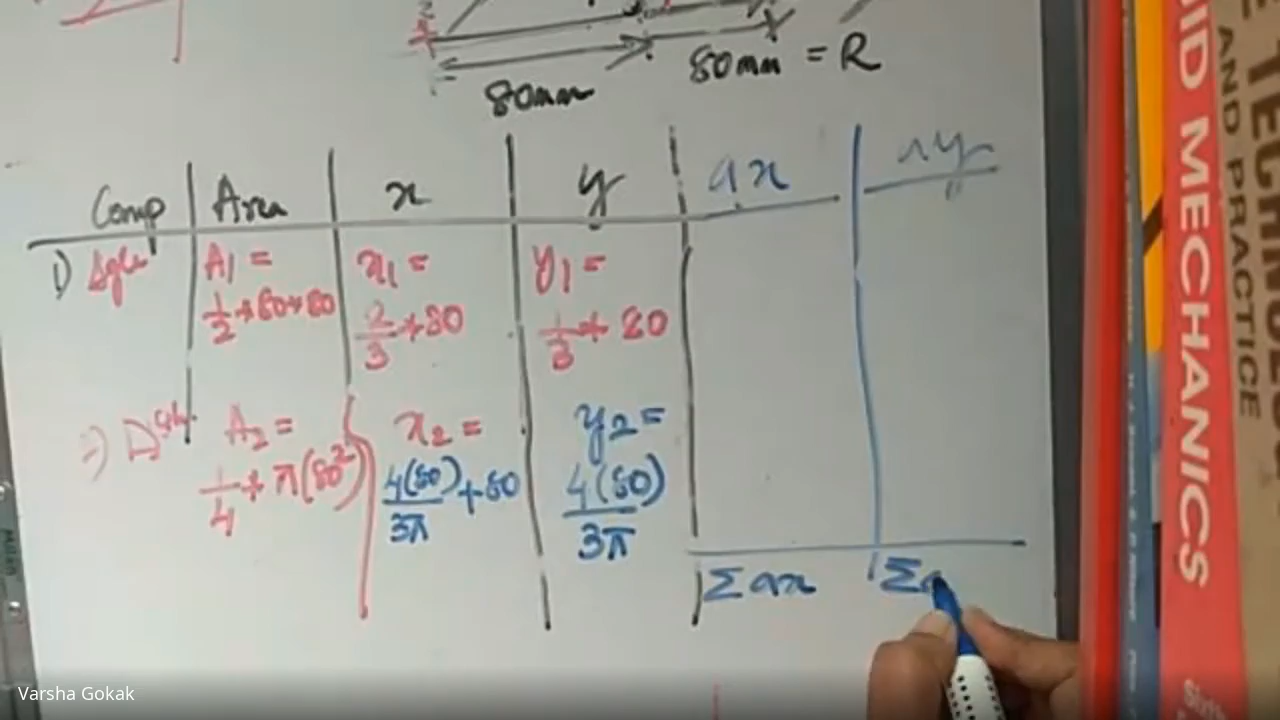 80mm
80mm = R
Comp Area x y ax ay
1) Δgle A1 = x1 = y1 =
1/2 * 80 * 80 2/3 * 80 1/3 * 80
2) A2 = x2 = y2 =
1/4 * π(80²) 4(80)/3π + 80 4(80)/3π
Σax Σa
MECHANICS
AND PRACTICE
Varsha Gokak